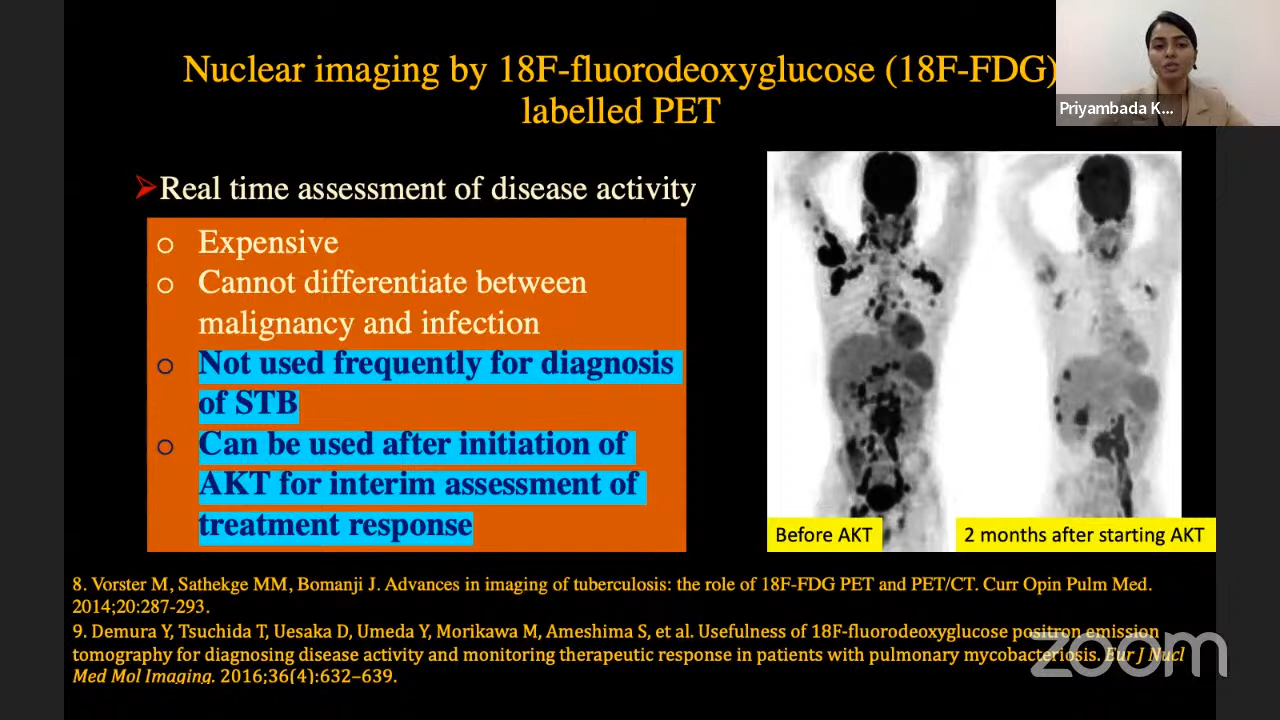 Nuclear imaging by 18F-fluorodeoxyglucose (18F-FDG)
labelled PET
Priyambada K...
➢Real time assessment of disease activity
o Expensive
o Cannot differentiate between
malignancy and infection
o Not used frequently for diagnosis
of STB
o Can be used after initiation of
AKT for interim assessment of
treatment response
Before AKT
2 months after starting AKT
8. Vorster M, Sathekge MM, Bomanji J. Advances in imaging of tuberculosis: the role of 18F-FDG PET and PET/CT. Curr Opin Pulm Med.
2014;20:287-293.
9. Demura Y, Tsuchida T, Uesaka D, Umeda Y, Morikawa M, Ameshima S, et al. Usefulness of 18F-fluorodeoxyglucose positron emission
tomography for diagnosing disease activity and monitoring therapeutic response in patients with pulmonary mycobacteriosis. Eur J Nucl
Med Mol Imaging. 2016;36(4):632–639.
zoom